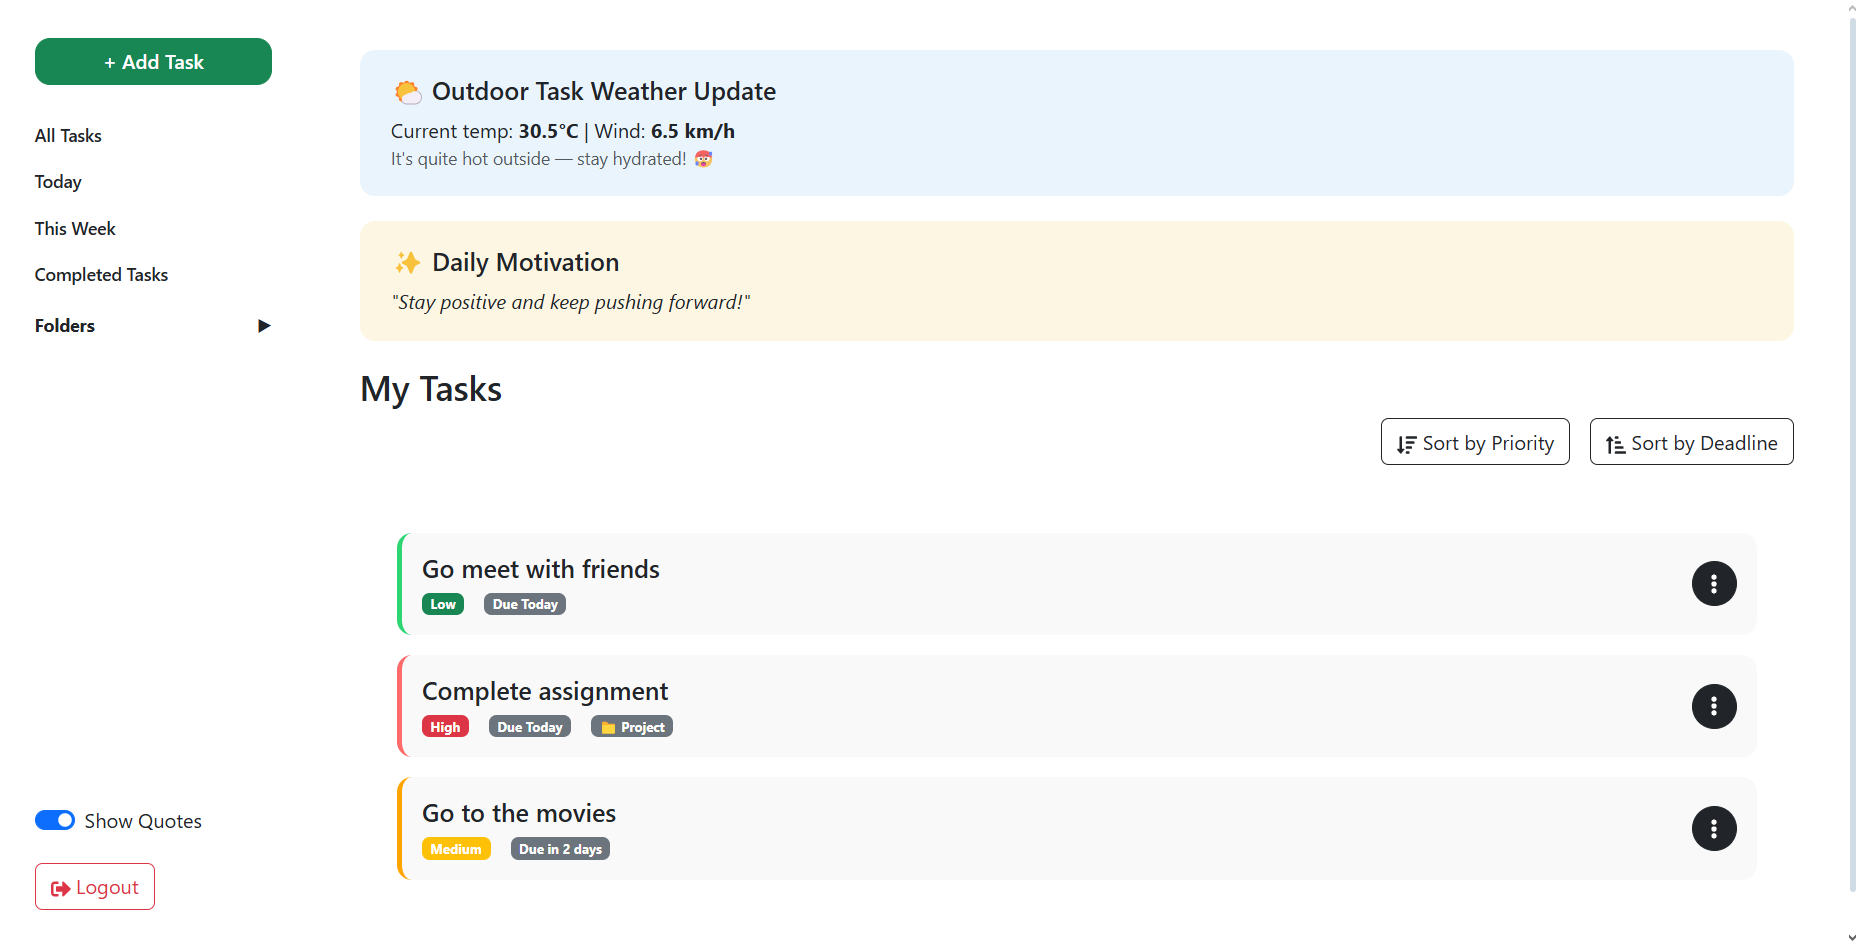 + Add Task
All Tasks
Today
This Week
Completed Tasks
Folders
Show Quotes
Logout
Outdoor Task Weather Update
Current temp: 30.5°C | Wind: 6.5 km/h
It's quite hot outside — stay hydrated!
Daily Motivation
"Stay positive and keep pushing forward!"
My Tasks
Sort by Priority Sort by Deadline
Go meet with friends
Low Due Today
Complete assignment
High Due Today Project
Go to the movies
Medium Due in 2 days